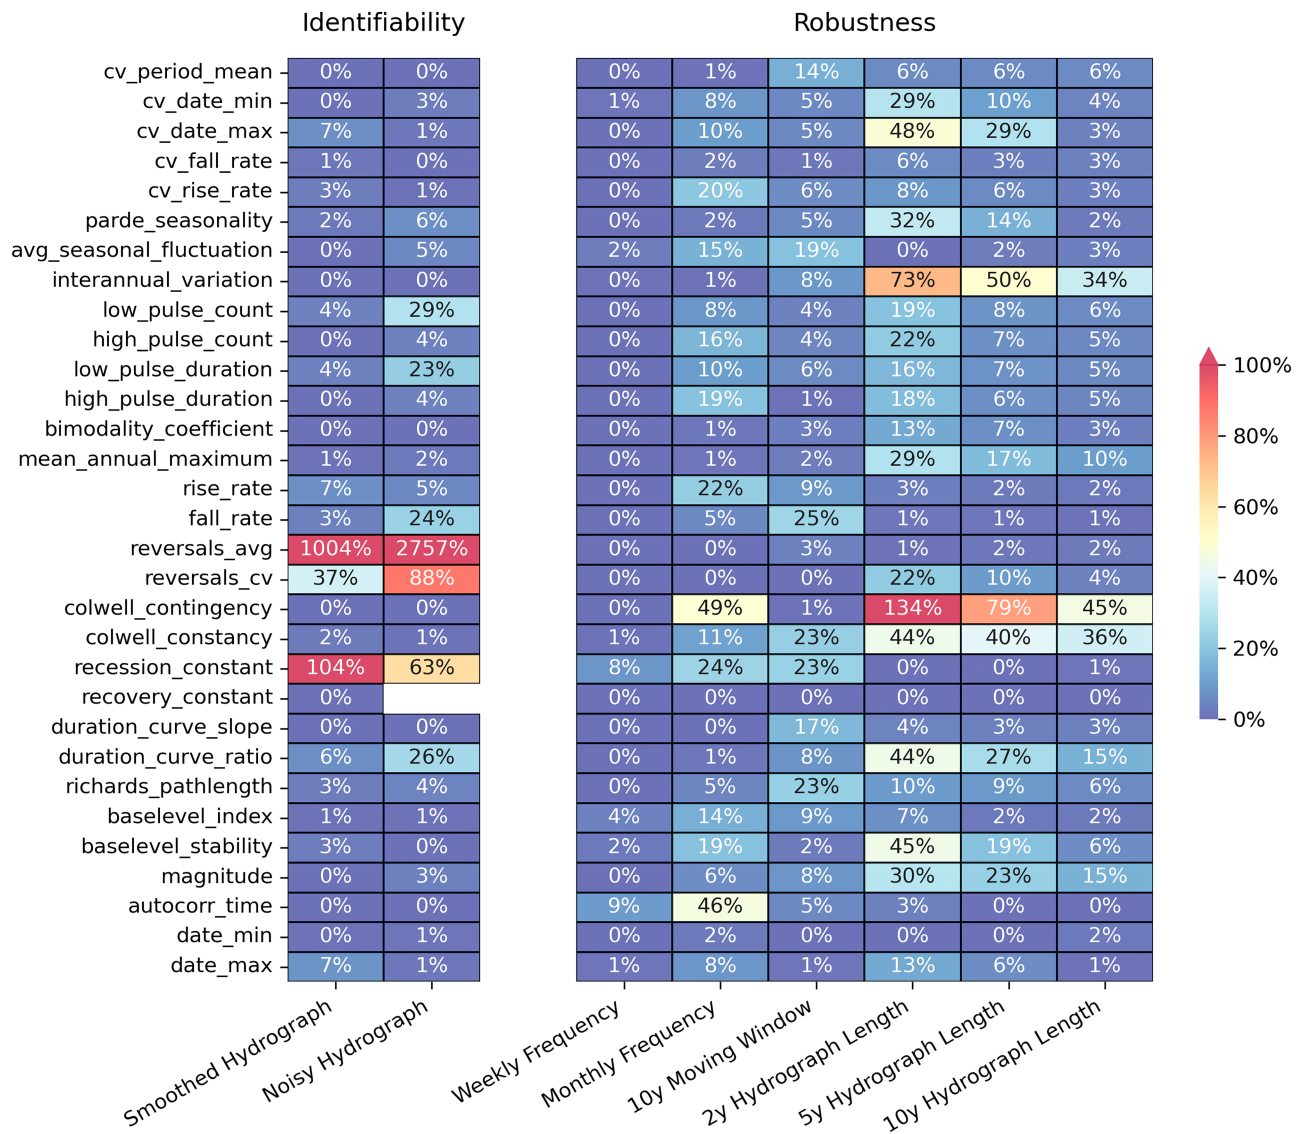 Identifiability Robustness
cv_period_mean 0% 0% 0% 1% 14% 6% 6% 6%
cv_date_min 0% 3% 1% 8% 5% 29% 10% 4%
cv_date_max 7% 1% 0% 10% 5% 48% 29% 3%
cv_fall_rate 1% 0% 0% 2% 1% 6% 3% 3%
cv_rise_rate 3% 1% 0% 20% 6% 8% 6% 3%
parde_seasonality 2% 6% 0% 2% 5% 32% 14% 2%
avg_seasonal_fluctuation 0% 5% 2% 15% 19% 0% 2% 3%
interannual_variation 0% 0% 0% 1% 8% 73% 50% 34%
low_pulse_count 4% 29% 0% 8% 4% 19% 8% 6%
high_pulse_count 0% 4% 0% 16% 4% 22% 7% 5%
low_pulse_duration 4% 23% 0% 10% 6% 16% 7% 5%
high_pulse_duration 0% 4% 0% 19% 1% 18% 6% 5%
bimodality_coefficient 0% 0% 0% 1% 3% 13% 7% 3%
mean_annual_maximum 1% 2% 0% 1% 2% 29% 17% 10%
rise_rate 7% 5% 0% 22% 9% 3% 2% 2%
fall_rate 3% 24% 0% 5% 25% 1% 1% 1%
reversals_avg 1004% 2757% 0% 0% 3% 1% 2% 2%
reversals_cv 37% 88% 0% 0% 0% 22% 10% 4%
colwell_contingency 0% 0% 0% 49% 1% 134% 79% 45%
colwell_constancy 2% 1% 1% 11% 23% 44% 40% 36%
recession_constant 104% 63% 8% 24% 23% 0% 0% 1%
recovery_constant 0% 0% 0% 0% 0% 0% 0%
duration_curve_slope 0% 0% 0% 0% 17% 4% 3% 3%
duration_curve_ratio 6% 26% 0% 1% 8% 44% 27% 15%
richards_pathlength 3% 4% 0% 5% 23% 10% 9% 6%
baselevel_index 1% 1% 4% 14% 9% 7% 2% 2%
baselevel_stability 3% 0% 2% 19% 2% 45% 19% 6%
magnitude 0% 3% 0% 6% 8% 30% 23% 15%
autocorr_time 0% 0% 9% 46% 5% 3% 0% 0%
date_min 0% 1% 0% 2% 0% 0% 0% 2%
date_max 7% 1% 1% 8% 1% 13% 6% 1%
Smoothed Hydrograph
Noisy Hydrograph
Weekly Frequency
Monthly Frequency
10y Moving Window
2y Hydrograph Length
5y Hydrograph Length
10y Hydrograph Length
100%
80%
60%
40%
20%
0%